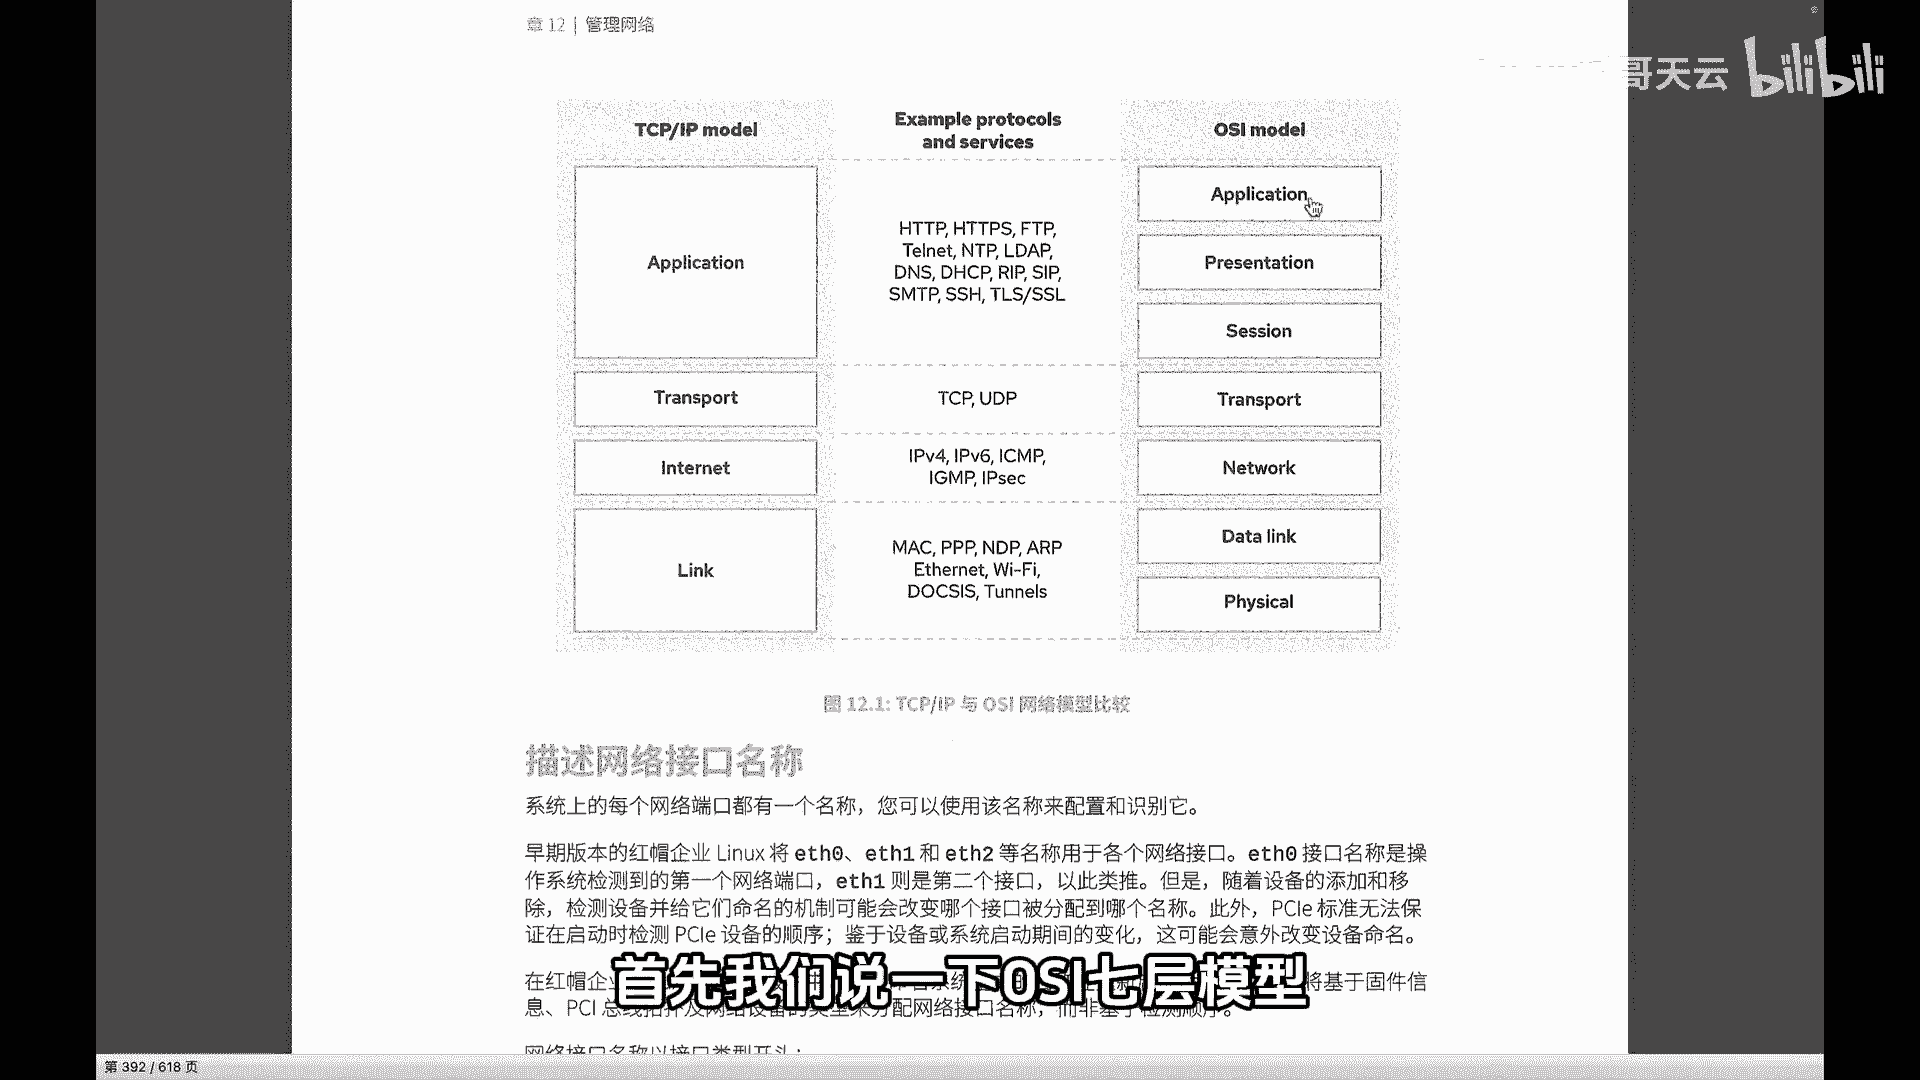 章 12 | 管理网络
哥天云 bilibili
TCP/IP model
Example protocols
and services
OSI model
Application
HTTP, HTTPS, FTP,
Telnet, NTP, LDAP,
DNS, DHCP, RIP, SIP,
SMTP, SSH, TLS/SSL
Application
Presentation
Session
Transport
TCP, UDP
Transport
Internet
IPv4, IPv6, ICMP,
IGMP, IPsec
Network
Link
MAC, PPP, NDP, ARP
Ethernet, Wi-Fi,
DOCSIS, Tunnels
Data link
Physical
图 12.1: TCP/IP 与 OSI 网络模型比较
描述网络接口名称
系统上的每个网络端口都有一个名称，您可以使用该名称来配置和识别它。
早期版本的红帽企业 Linux 将 eth0、eth1 和 eth2 等名称用于各个网络接口。eth0 接口名称是操
作系统检测到的第一个网络端口，eth1 则是第二个接口，以此类推。但是，随着设备的添加和移
除，检测设备并给它们命名的机制可能会改变哪个接口被分配到哪个名称。此外，PCIe 标准无法保
证在启动时检测 PCIe 设备的顺序；鉴于设备或系统启动期间的变化，这可能会意外改变设备命名。
在红帽企 将基于固件信
息、PCI 总线拓扑及网络设备的类型来分配网络接口名称，而非基于检测顺序。
首先我们说一下OSI七层模型
网络接口名称以接口类型开头：
第 392 / 618 页